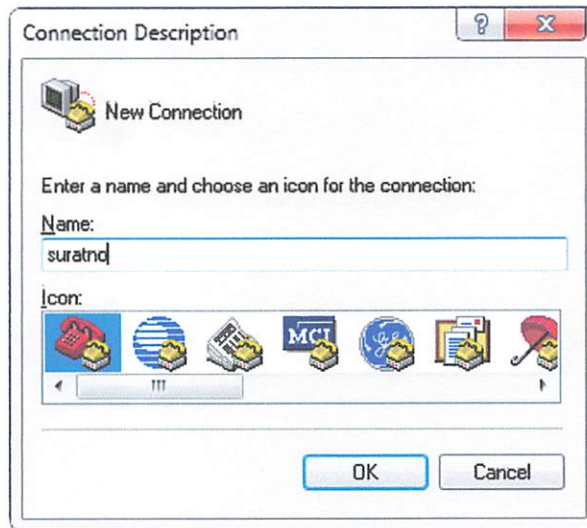 Connection Description
New Connection
Enter a name and choose an icon for the connection:
Name:
suratno
Icon:
MCI
OK
Cancel